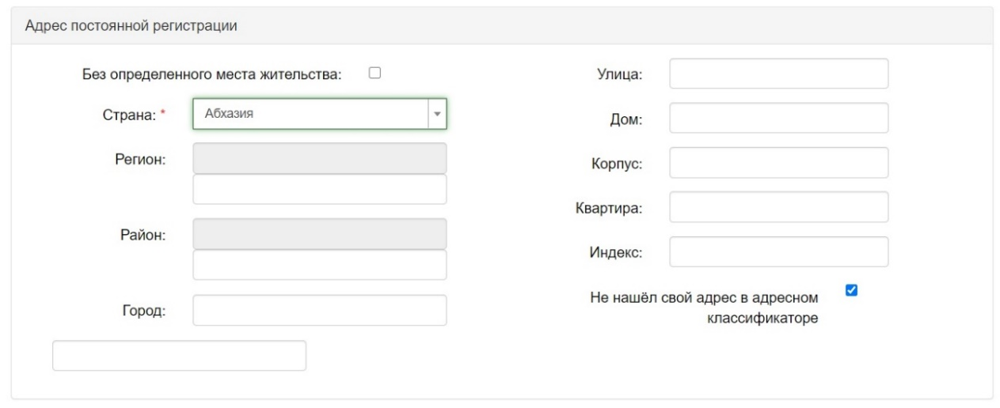 Адрес постоянной регистрации
Без определенного места жительства:
Страна: *
Абхазия
Регион:
Район:
Город:
Улица:
Дом:
Корпус:
Квартира:
Индекс:
Не нашёл свой адрес в адресном
классификаторе